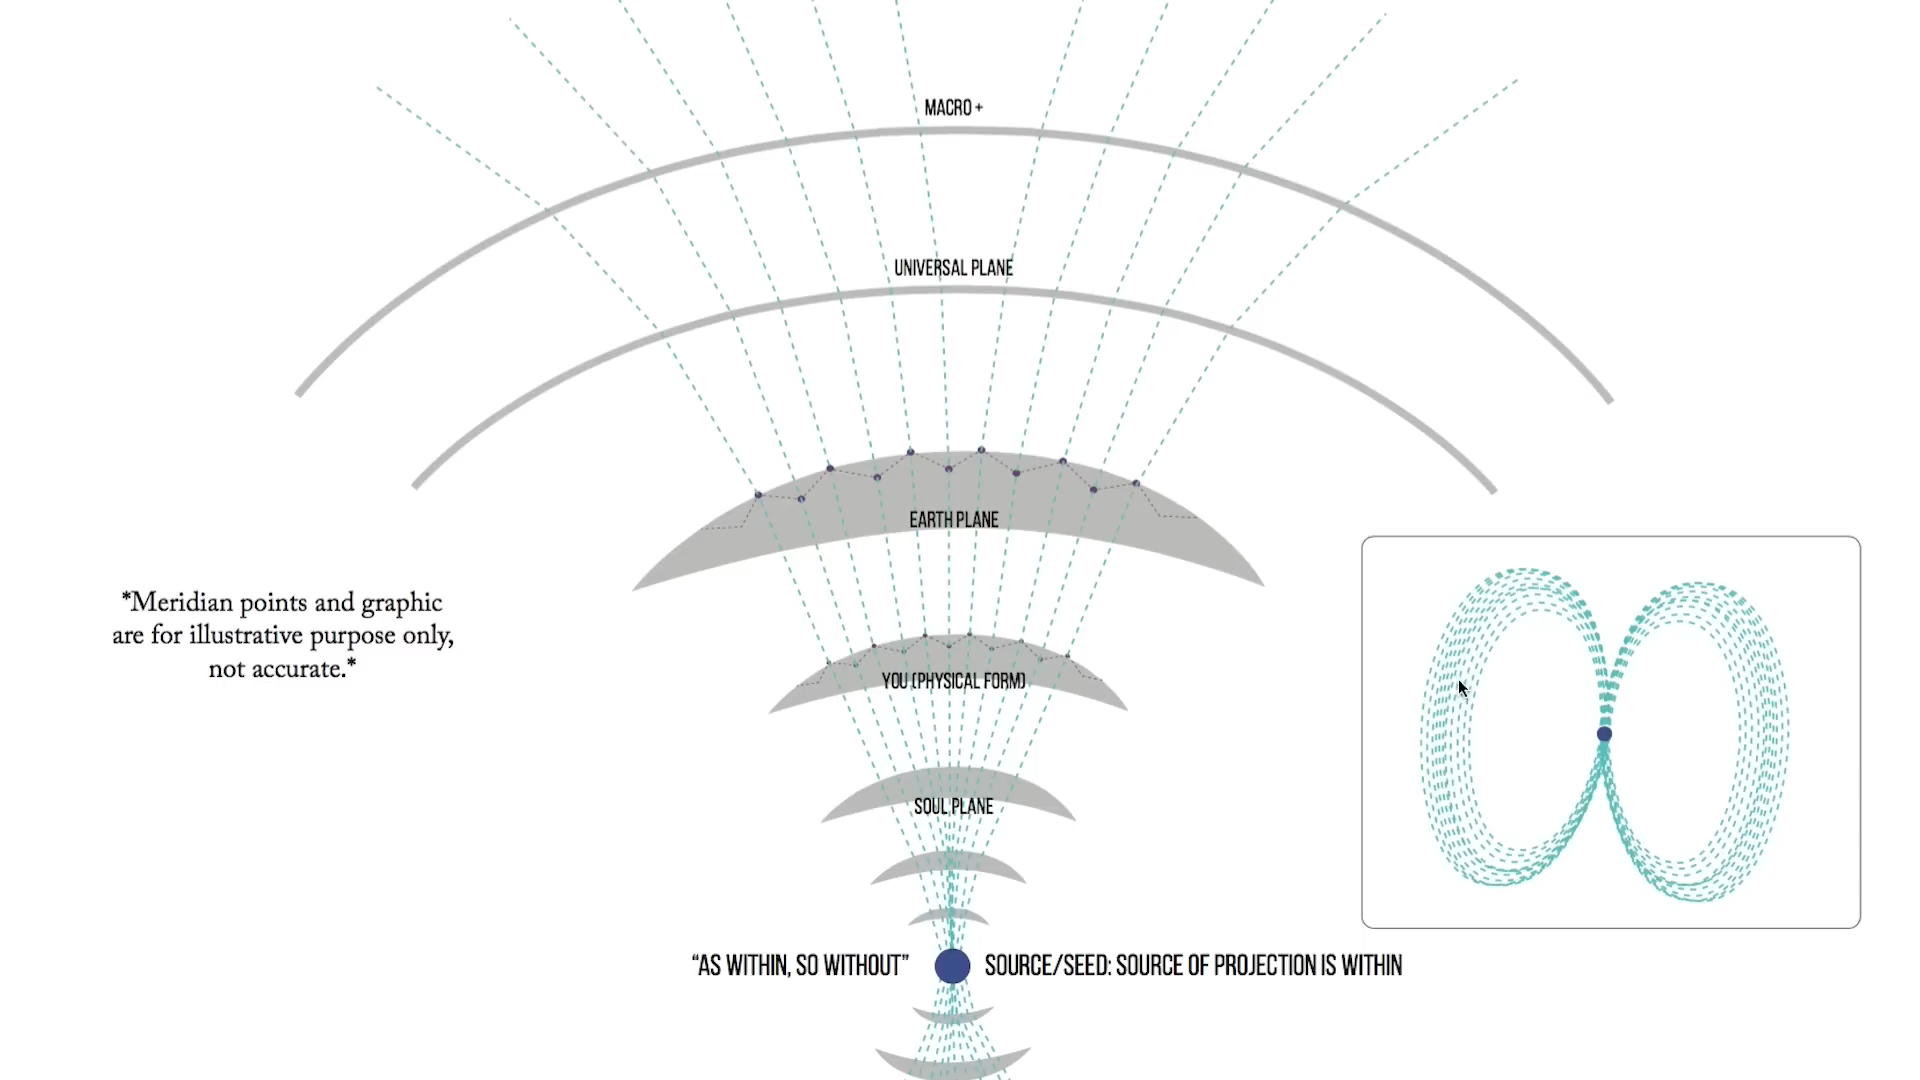 MACRO +
UNIVERSAL PLANE
EARTH PLANE
*Meridian points and graphic
are for illustrative purpose only,
not accurate.*
YOU (PHYSICAL FORM)
SOUL PLANE
“AS WITHIN, SO WITHOUT”
SOURCE/SEED: SOURCE OF PROJECTION IS WITHIN